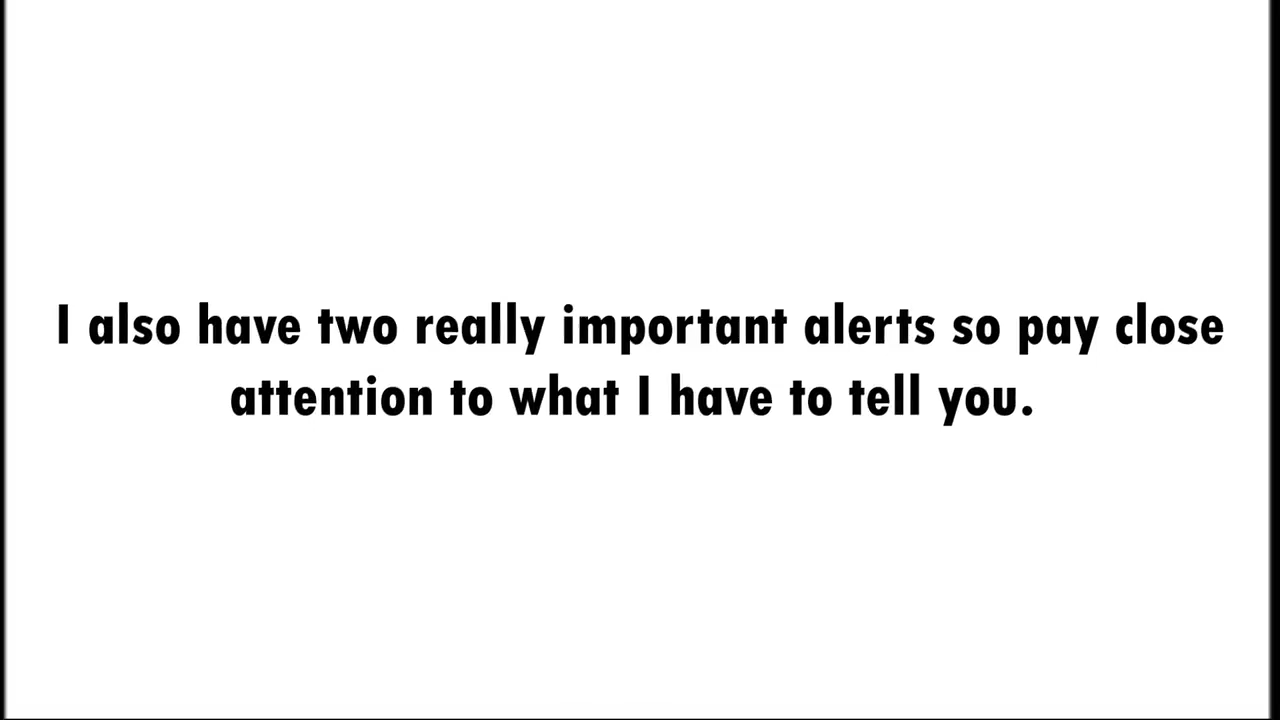 I also have two really important alerts so pay close
attention to what I have to tell you.